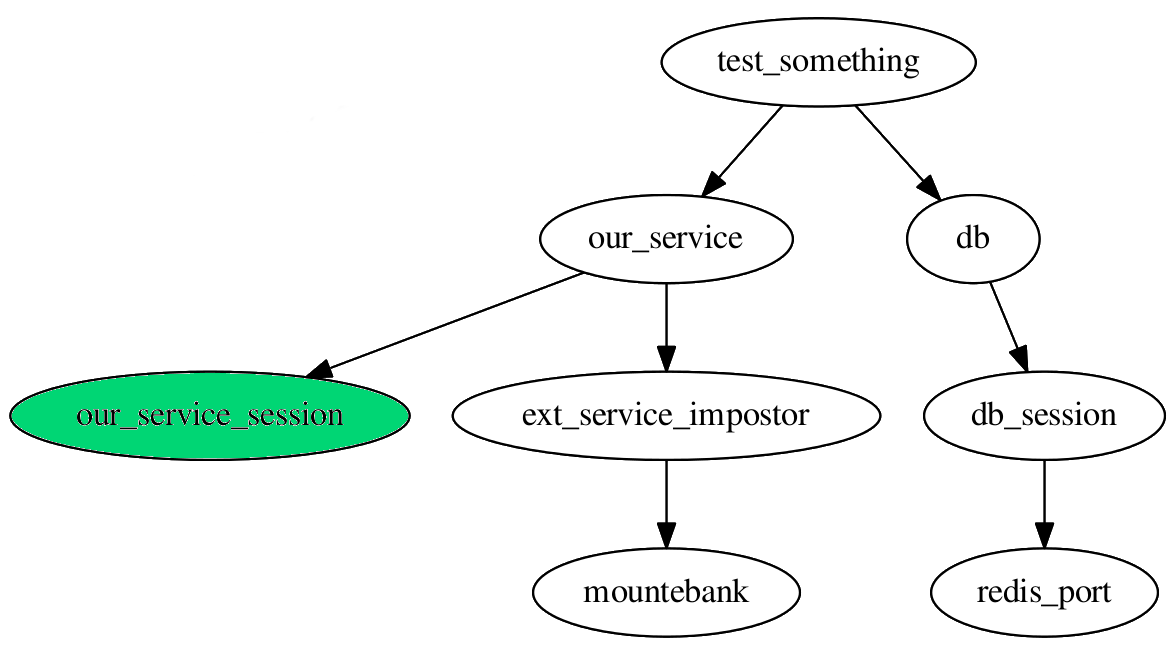 test_something
our_service
db
our_service_session
ext_service_impostor
db_session
mountebank
redis_port